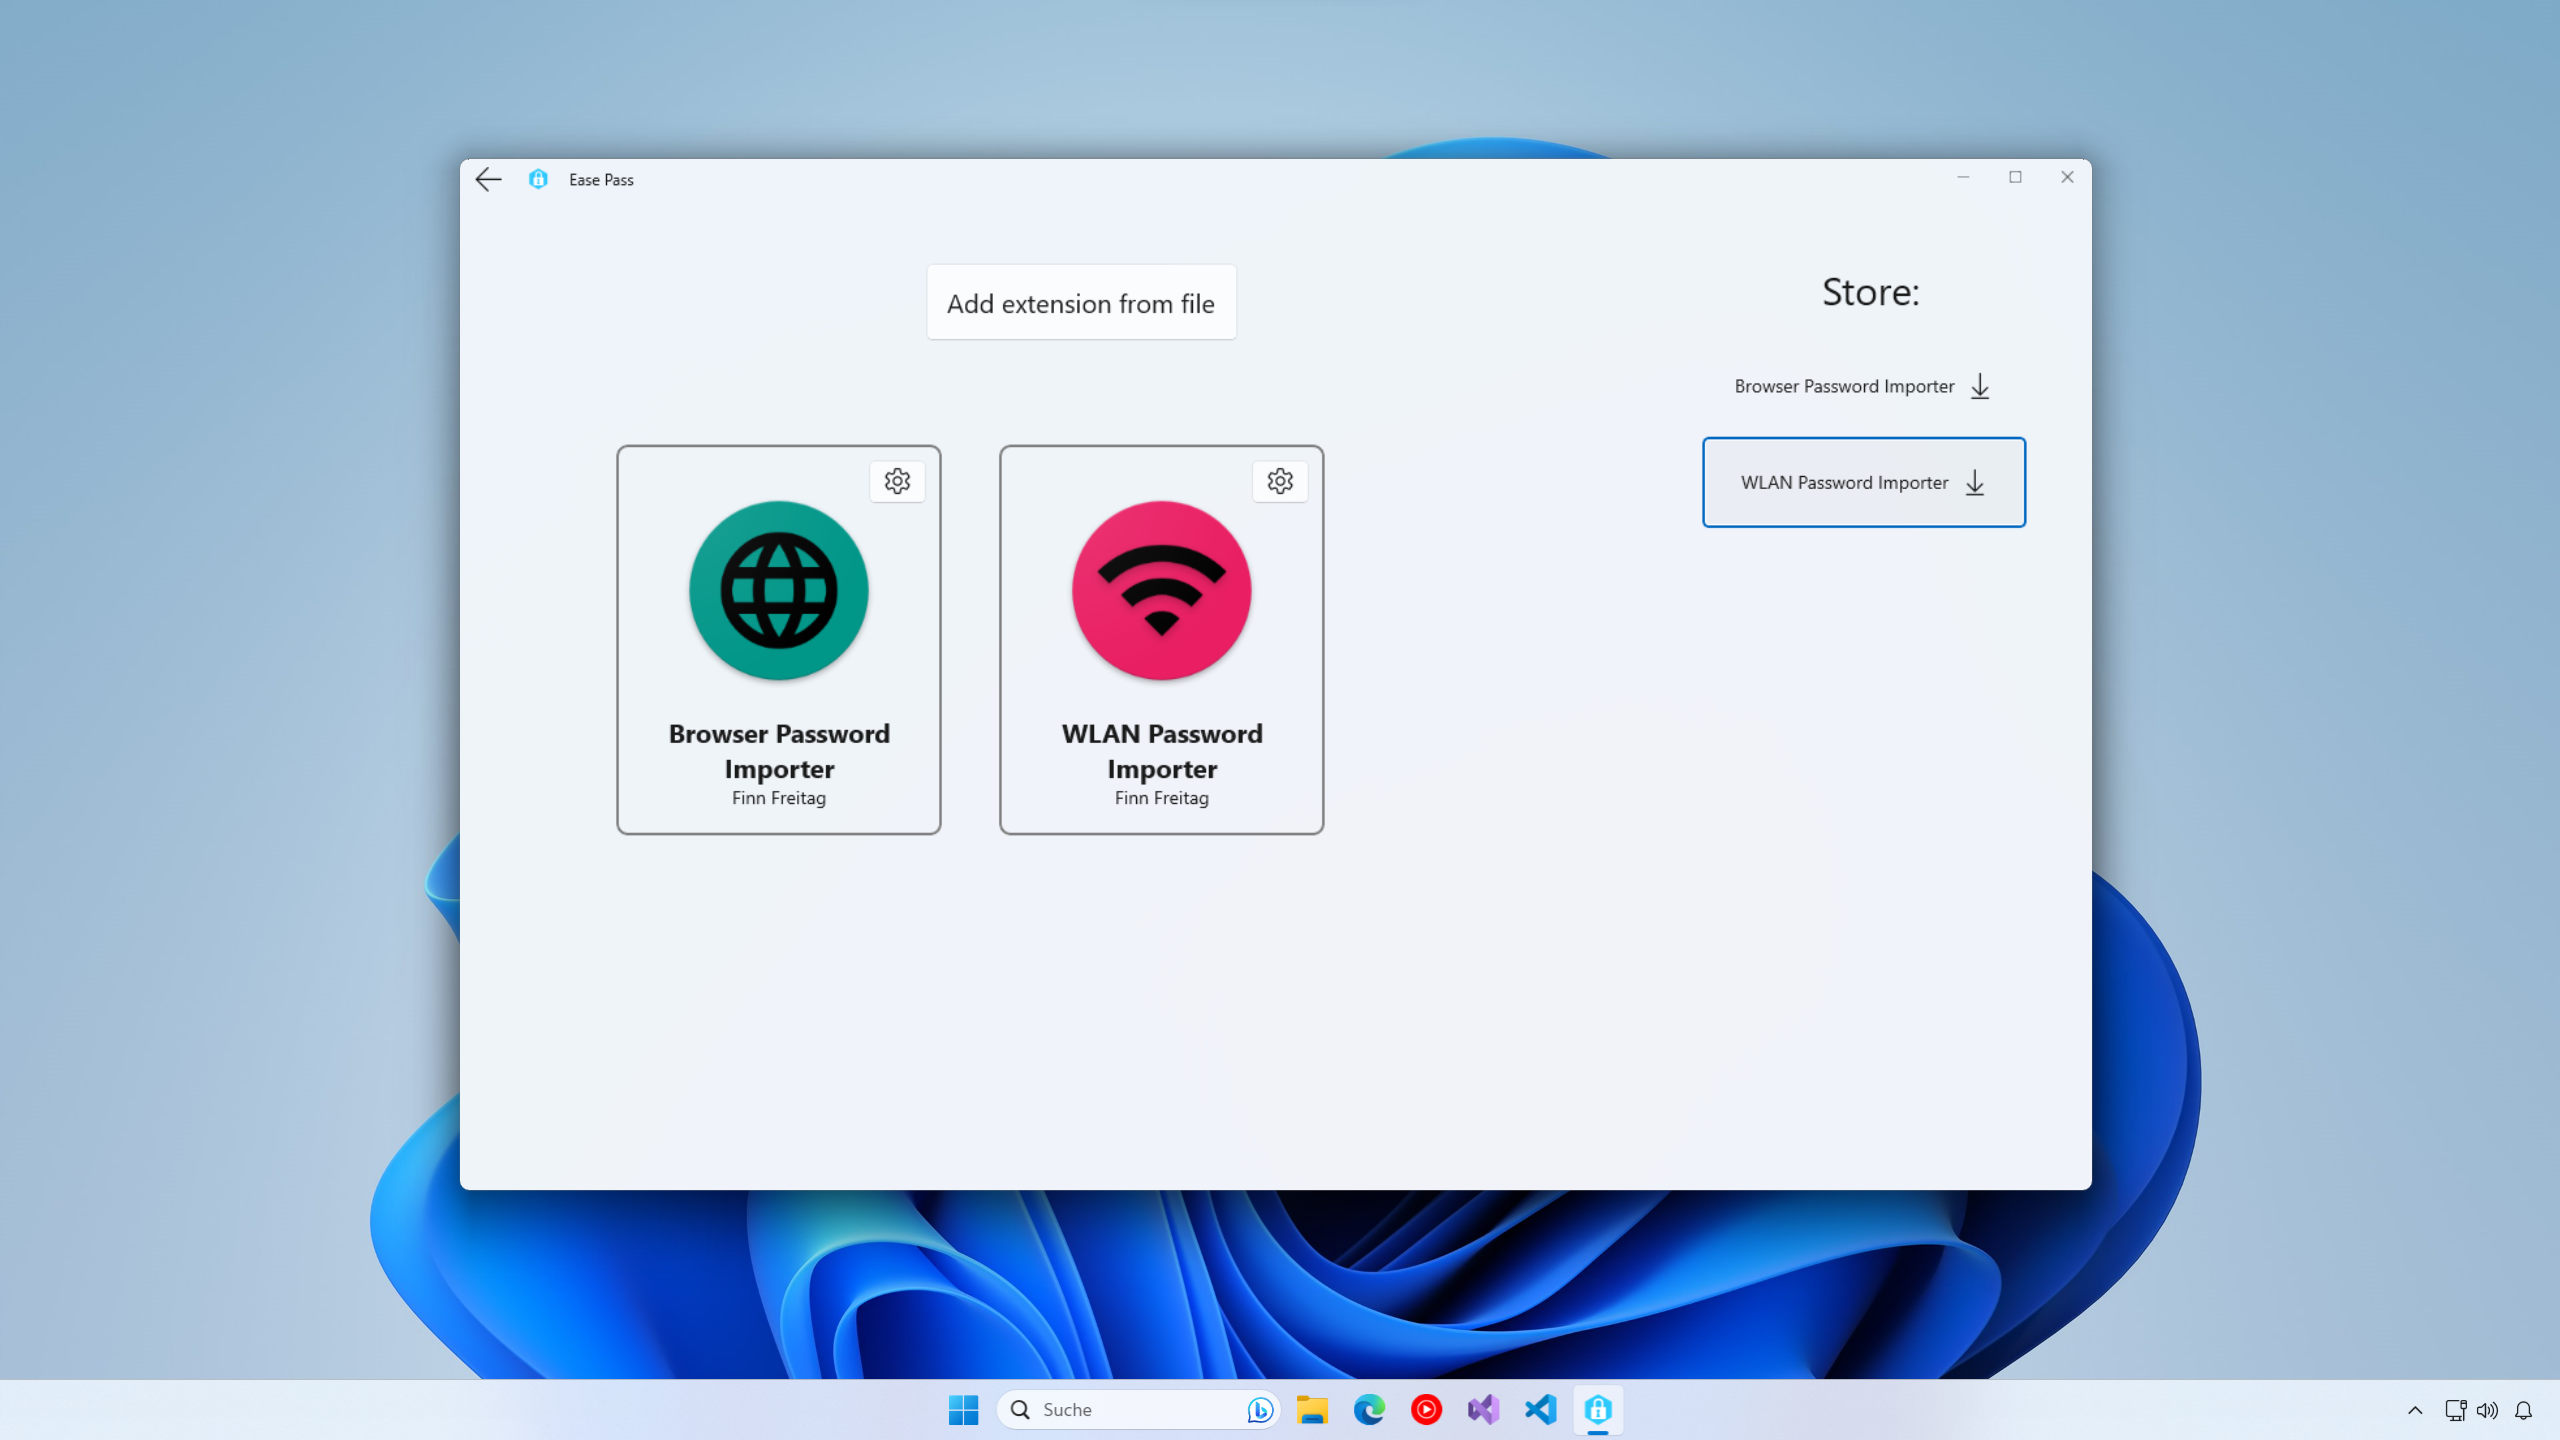 Ease Pass
Add extension from file
Store:
Browser Password Importer
WLAN Password Importer
Browser Password
Importer
Finn Freitag
WLAN Password
Importer
Finn Freitag
Suche